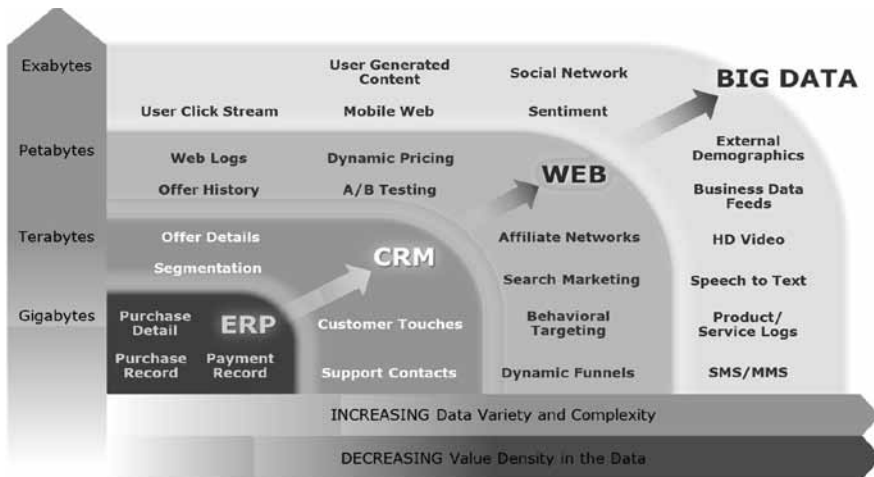 Exabytes
User Generated
Content
Social Network
BIG DATA
User Click Stream
Mobile Web
Sentiment
Petabytes
Web Logs
Dynamic Pricing
WEB
External
Demographics
Offer History
A/B Testing
Business Data
Feeds
Terabytes
Offer Details
CRM
Affiliate Networks
HD Video
Segmentation
Search Marketing
Speech to Text
Gigabytes
Purchase
Detail
ERP
Customer Touches
Behavioral
Targeting
Product/
Service Logs
Purchase
Record
Payment
Record
Support Contacts
Dynamic Funnels
SMS/MMS
INCREASING Data Variety and Complexity
DECREASING Value Density in the Data